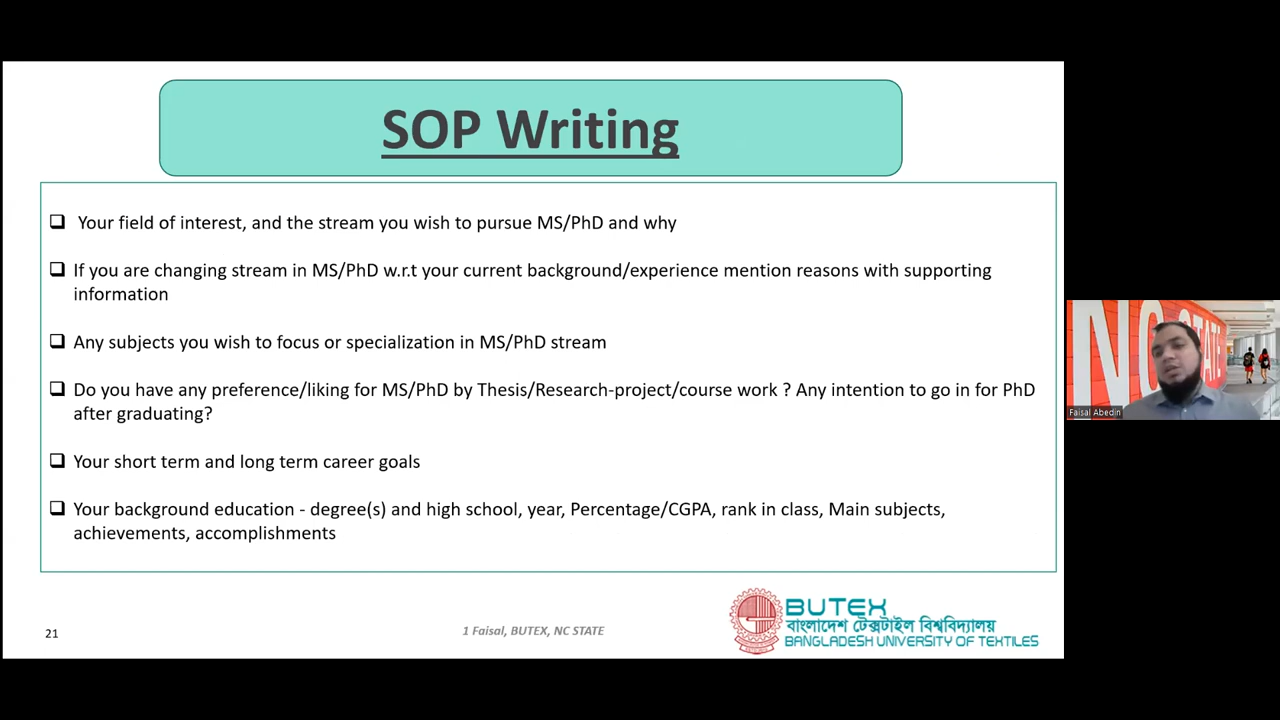 SOP Writing
Your field of interest, and the stream you wish to pursue MS/PhD and why
If you are changing stream in MS/PhD w.r.t your current background/experience mention reasons with supporting
information
Any subjects you wish to focus or specialization in MS/PhD stream
Do you have any preference/liking for MS/PhD by Thesis/Research-project/course work ? Any intention to go in for PhD
after graduating?
Your short term and long term career goals
Your background education - degree(s) and high school, year, Percentage/CGPA, rank in class, Main subjects,
achievements, accomplishments
21
1 Faisal, BUTEX, NC STATE
BUTEX
বাংলাদেশ টেক্সটাইল বিশ্ববিদ্যালয়
BANGLADESH UNIVERSITY OF TEXTILES
NC STATE
Faisal Abedin